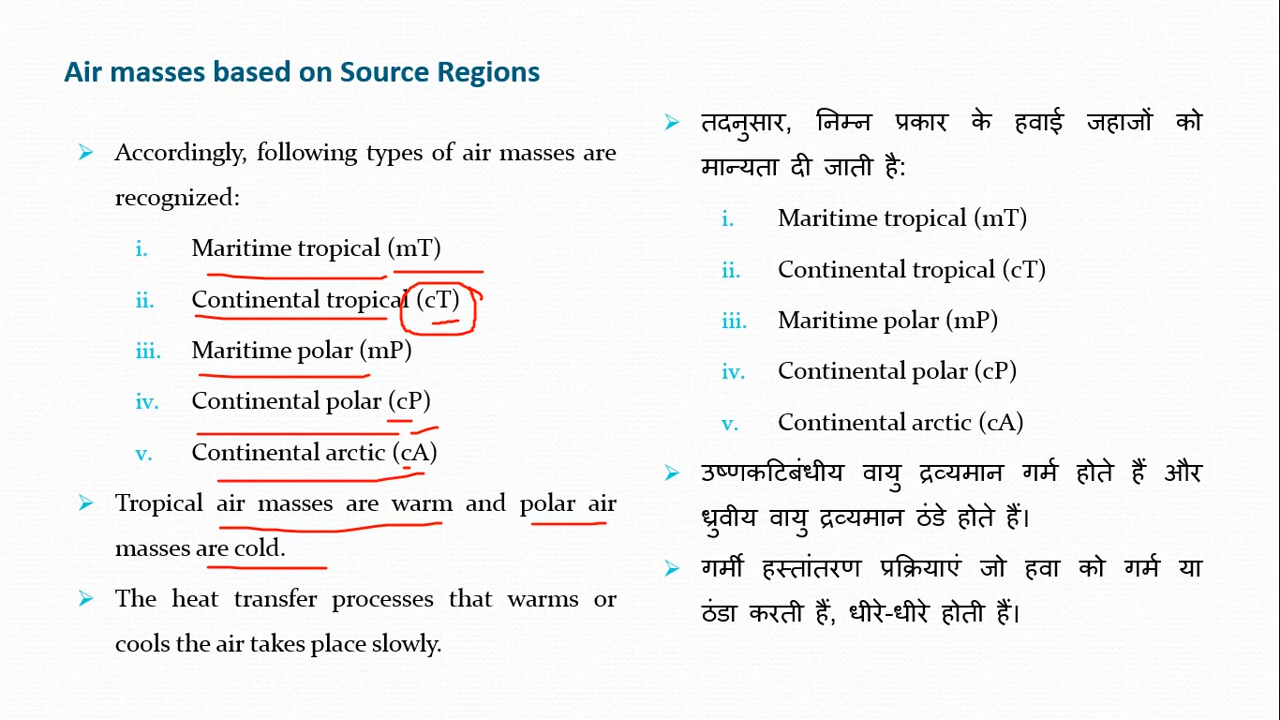 Air masses based on Source Regions
Accordingly, following types of air masses are
recognized:
i. Maritime tropical (mT)
ii. Continental tropical (cT)
iii. Maritime polar (mP)
iv. Continental polar (cP)
v. Continental arctic (cA)
Tropical air masses are warm and polar air
masses are cold.
The heat transfer processes that warms or
cools the air takes place slowly.
तदनुसार, निम्न प्रकार के हवाई जहाजों को
मान्यता दी जाती है:
i. Maritime tropical (mT)
ii. Continental tropical (cT)
iii. Maritime polar (mP)
iv. Continental polar (cP)
v. Continental arctic (cA)
उष्णकटिबंधीय वायु द्रव्यमान गर्म होते हैं और
ध्रुवीय वायु द्रव्यमान ठंडे होते हैं।
गर्मी हस्तांतरण प्रक्रियाएं जो हवा को गर्म या
ठंडा करती हैं, धीरे-धीरे होती हैं।